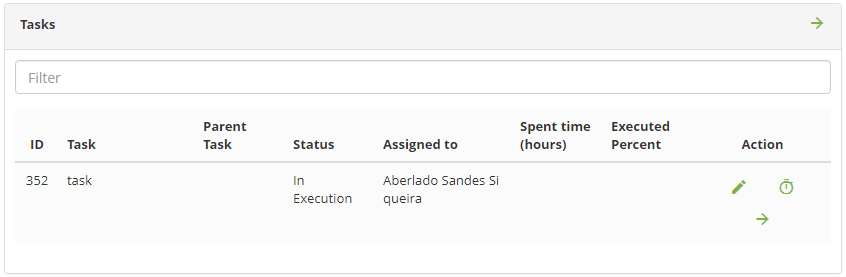 Tasks
Filter
ID Task Parent Task Status Assigned to Spent time (hours) Executed Percent Action
352 task In Execution Aberlado Sandes Si queira